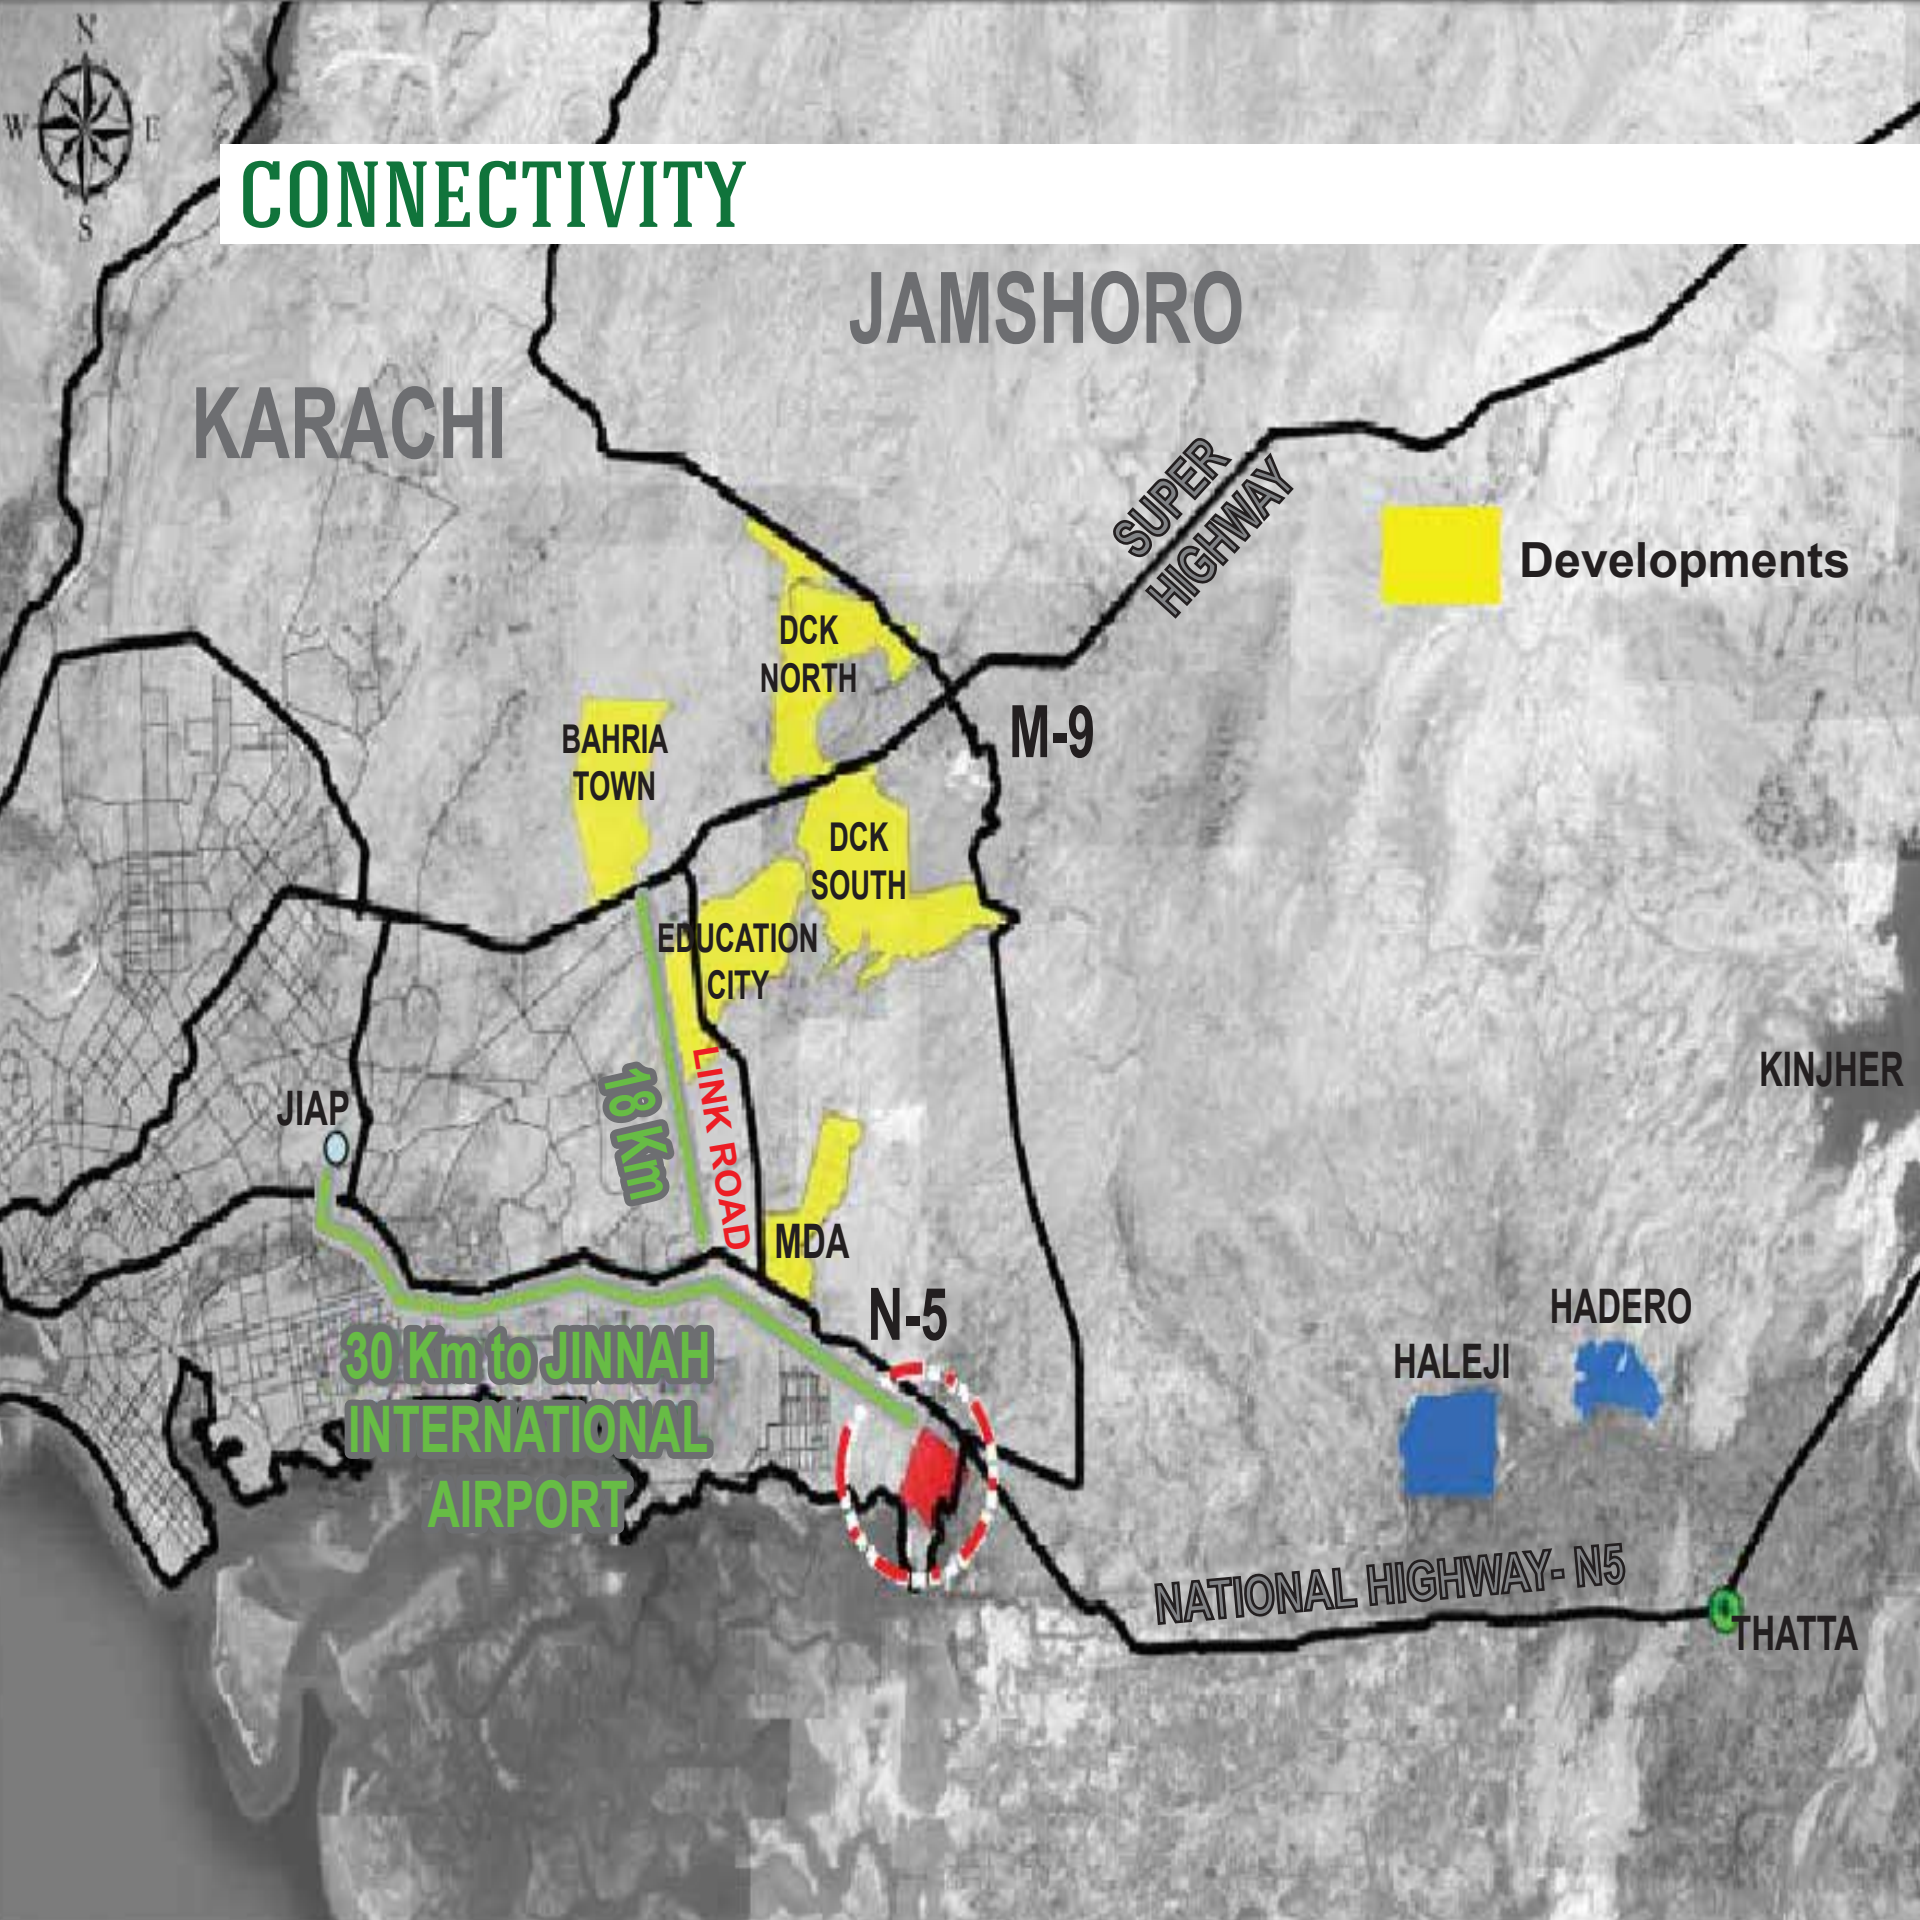 N
W
E
S
CONNECTIVITY
JAMSHORO
KARACHI
SUPER
HIGHWAY
Developments
DCK
NORTH
M-9
BAHRIA
TOWN
DCK
SOUTH
EDUCATION
CITY
KINJHER
JIAP
18 Km
LINK ROAD
MDA
N-5
HADERO
HALEJI
30 Km to JINNAH
INTERNATIONAL
AIRPORT
NATIONAL HIGHWAY- N5
THATTA